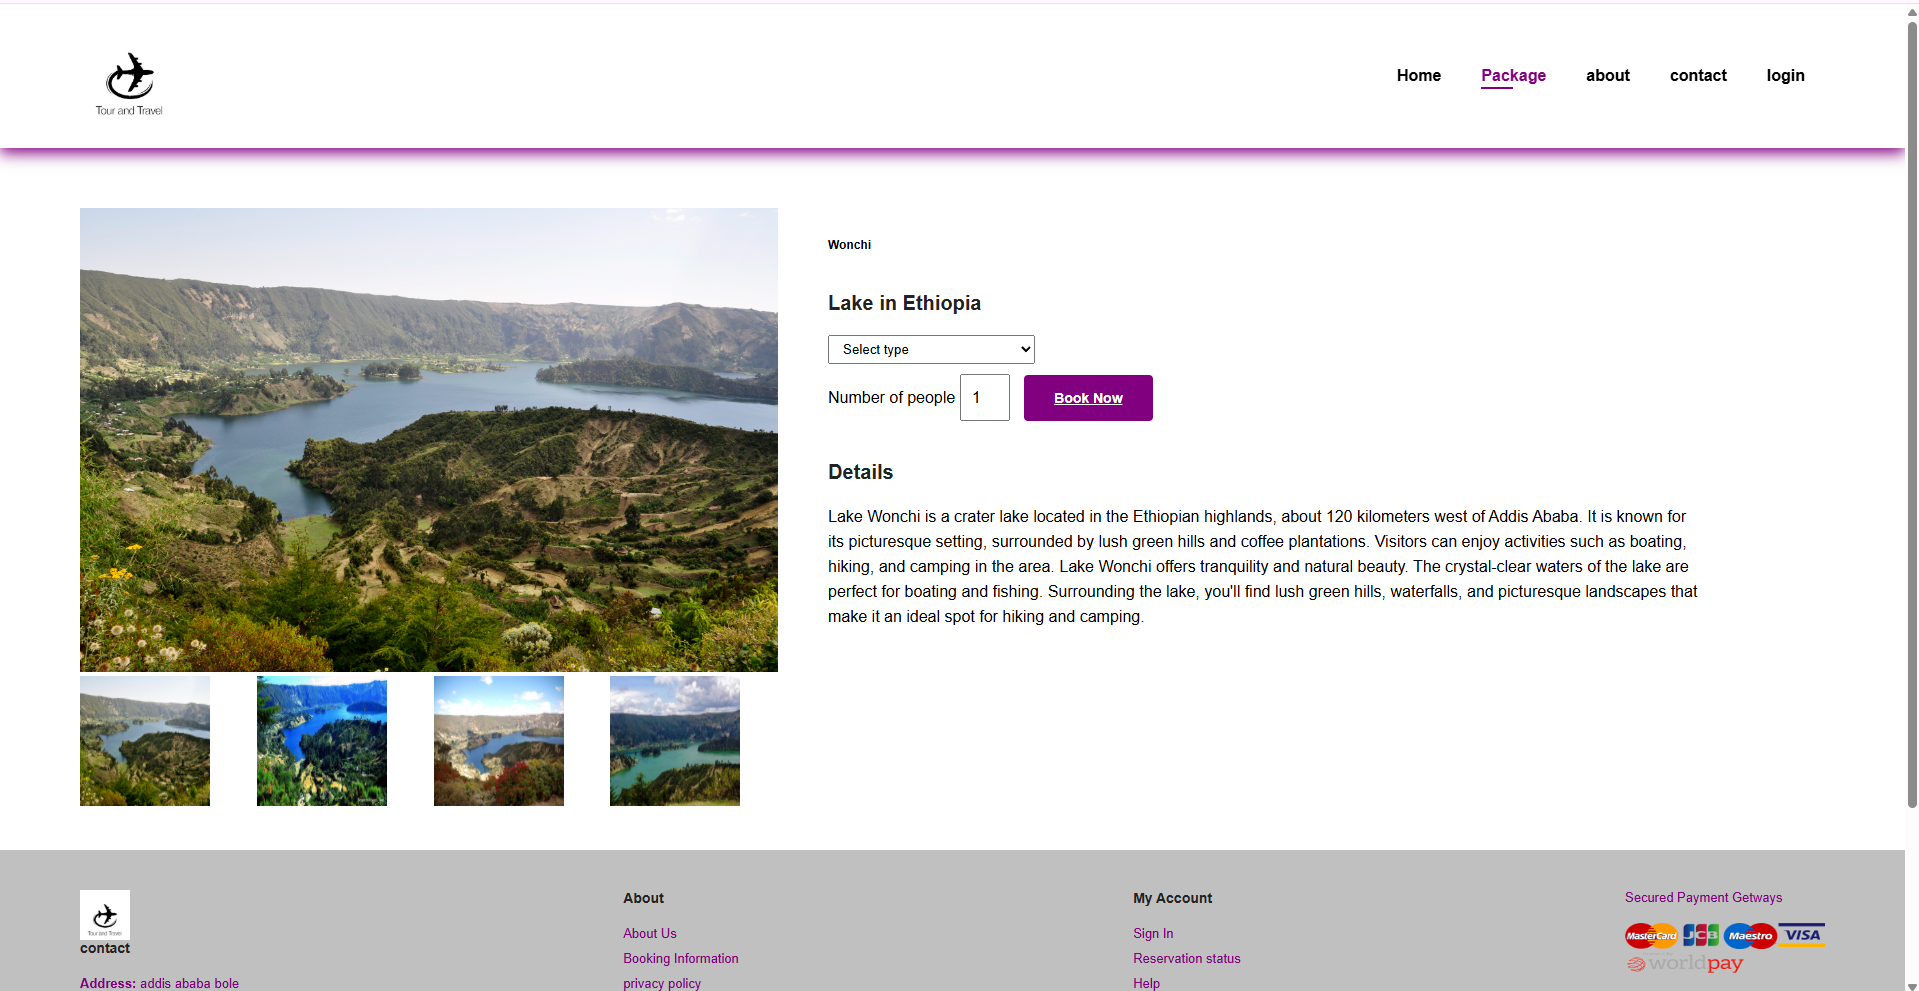 Tour and Travel
Home
Package
about
contact
login
Wonchi
Lake in Ethiopia
Select type
Number of people 1
Book Now
Details
Lake Wonchi is a crater lake located in the Ethiopian highlands, about 120 kilometers west of Addis Ababa. It is known for
its picturesque setting, surrounded by lush green hills and coffee plantations. Visitors can enjoy activities such as boating,
hiking, and camping in the area. Lake Wonchi offers tranquility and natural beauty. The crystal-clear waters of the lake are
perfect for boating and fishing. Surrounding the lake, you'll find lush green hills, waterfalls, and picturesque landscapes that
make it an ideal spot for hiking and camping.
Tour and Travel
contact
Address: addis ababa bole
About
About Us
Booking Information
privacy policy
My Account
Sign In
Reservation status
Help
Secured Payment Getways
MasterCard JCB Maestro VISA
worldpay